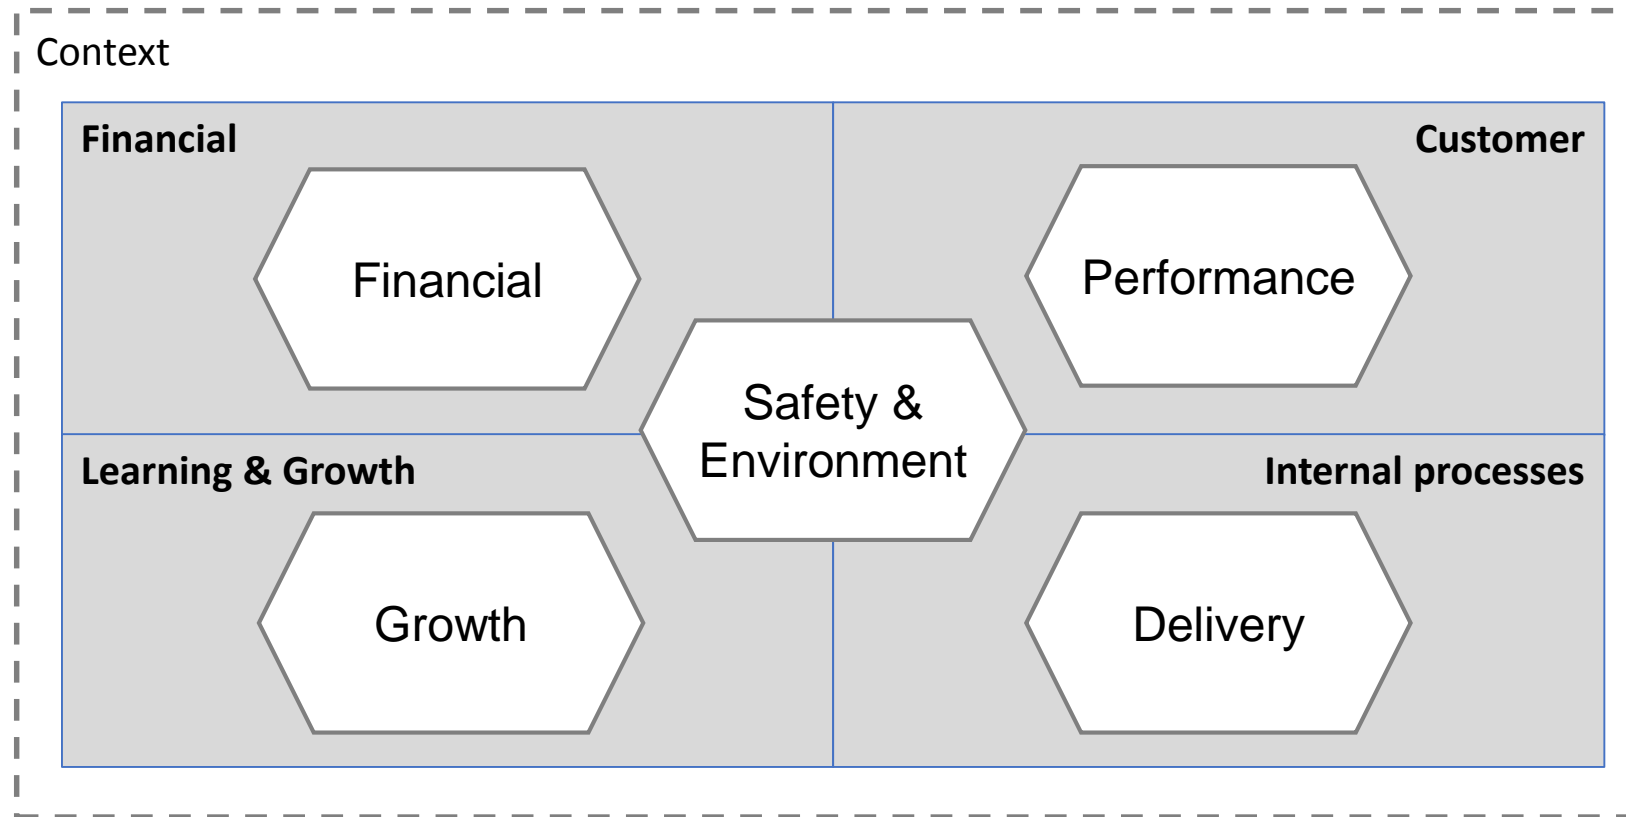 Context
Financial
Customer
Financial
Performance
Safety &
Environment
Learning & Growth
Internal processes
Growth
Delivery